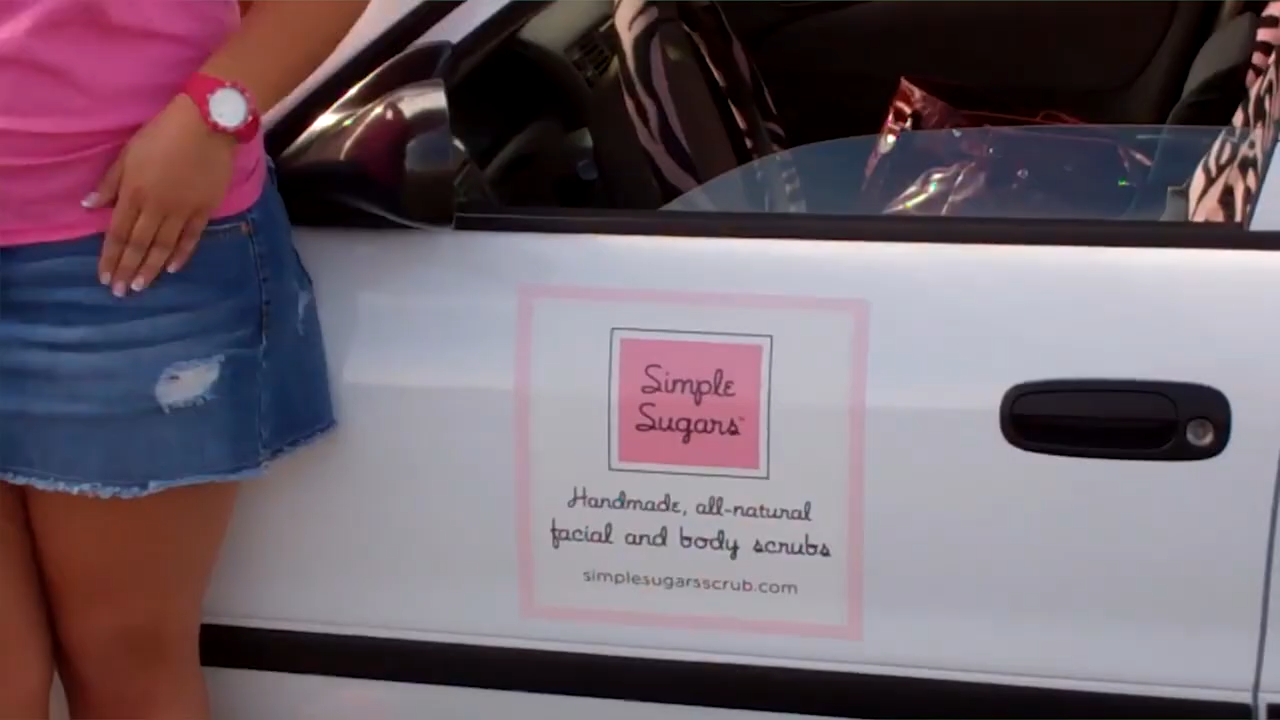 Simple
Sugars™
Handmade, all-natural
facial and body scrubs
simplesugarsscrub.com